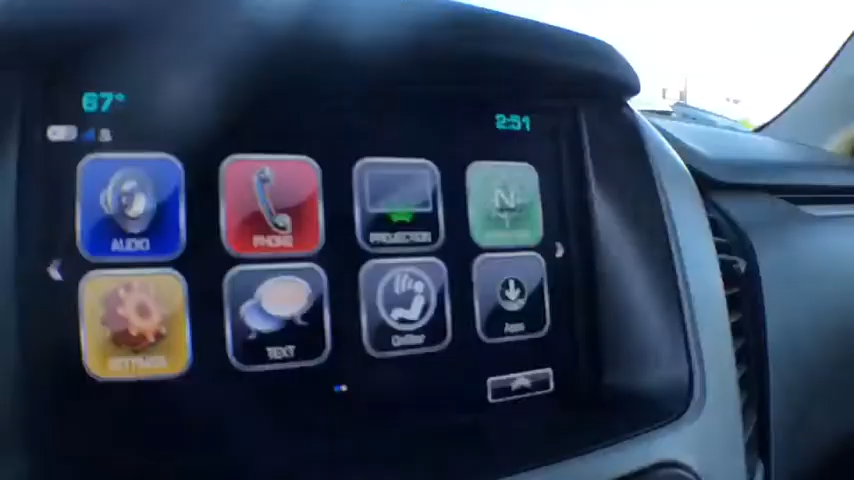 67°
2:51
AUDIO
PHONE
PROJECTION
N
SETTINGS
TEXT
OnStar
Apps